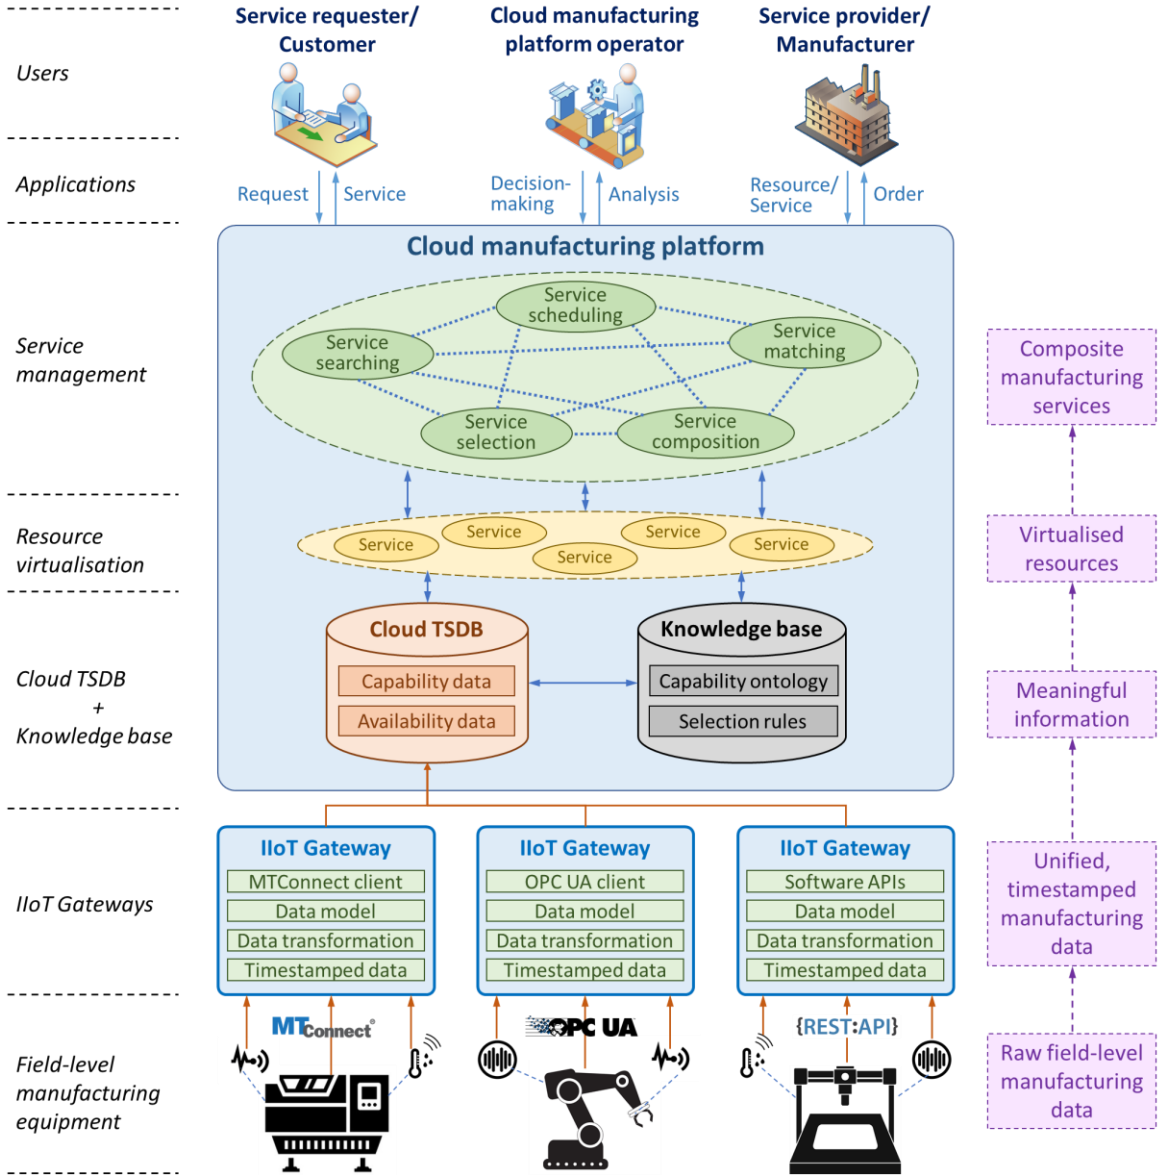 Service requester/
Customer
Cloud manufacturing
platform operator
Service provider/
Manufacturer
Users
Applications
Request
Service
Decision-
making
Analysis
Resource/
Service
Order
Cloud manufacturing platform
Service
management
Service
scheduling
Service
searching
Service
matching
Service
selection
Service
composition
Composite
manufacturing
services
Resource
virtualisation
Service
Service
Service
Service
Service
Virtualised
resources
Cloud TSDB
+
Knowledge base
Cloud TSDB
Capability data
Availability data
Knowledge base
Capability ontology
Selection rules
Meaningful
information
IIoT Gateways
IIoT Gateway
MTConnect client
Data model
Data transformation
Timestamped data
IIoT Gateway
OPC UA client
Data model
Data transformation
Timestamped data
IIoT Gateway
Software APIs
Data model
Data transformation
Timestamped data
Unified,
timestamped
manufacturing
data
Field-level
manufacturing
equipment
MTConnect®
OPC UA
{REST:API}
Raw field-level
manufacturing
data